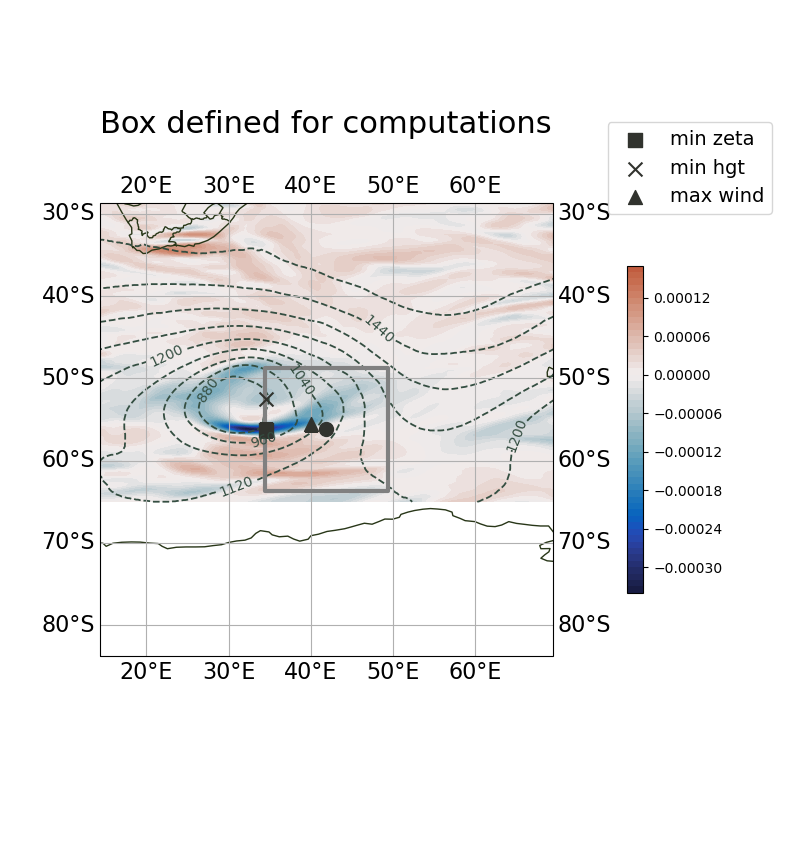 Box defined for computations
min zeta
min hgt
max wind
20°E 30°E 40°E 50°E 60°E
30°S 30°S
40°S 40°S
50°S 50°S
60°S 60°S
70°S 70°S
80°S 80°S
20°E 30°E 40°E 50°E 60°E
1440
1200
1040
880
1200
1120
0.00012
0.00006
0.00000
−0.00006
−0.00012
−0.00018
−0.00024
−0.00030